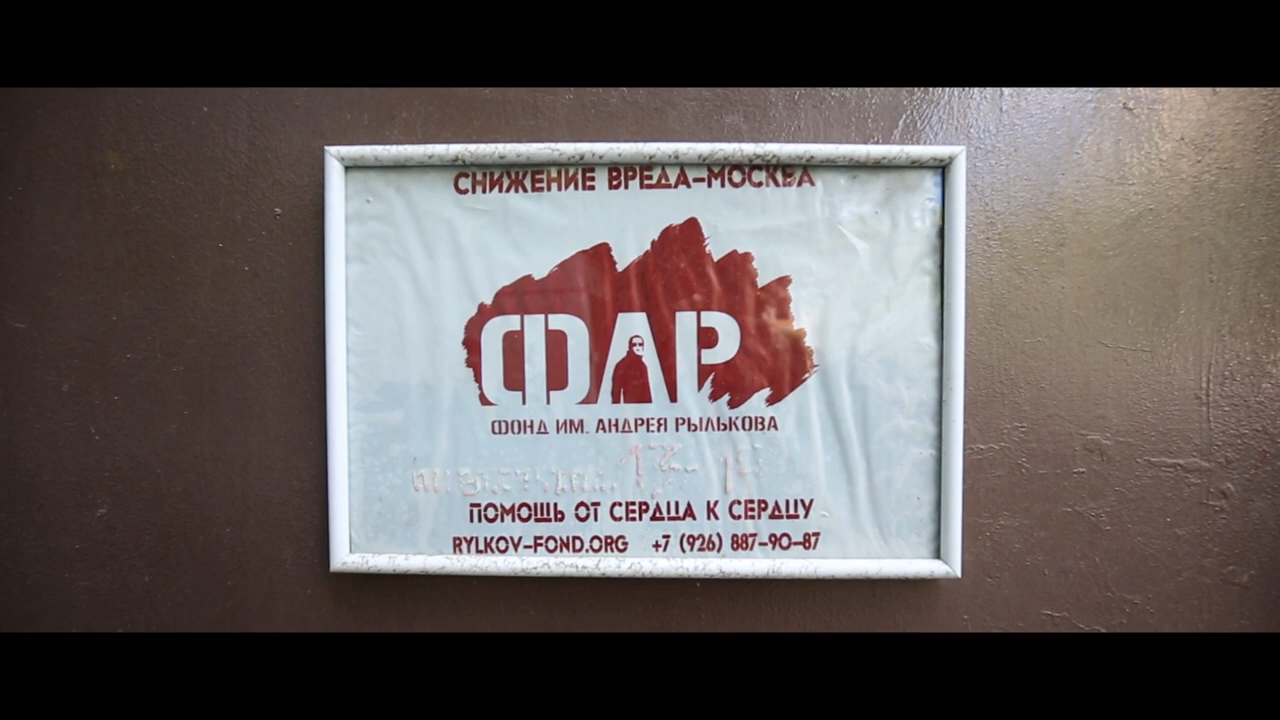 СНИЖЕНИЕ ВРЕДА-МОСКВА
ФАР
ФОНД ИМ. АНДРЕЯ РЫЛЬКОВА
ПОМОЩЬ ОТ СЕРДЦА К СЕРДЦУ
RYLKOV-FOND.ORG +7 (926) 887-90-87